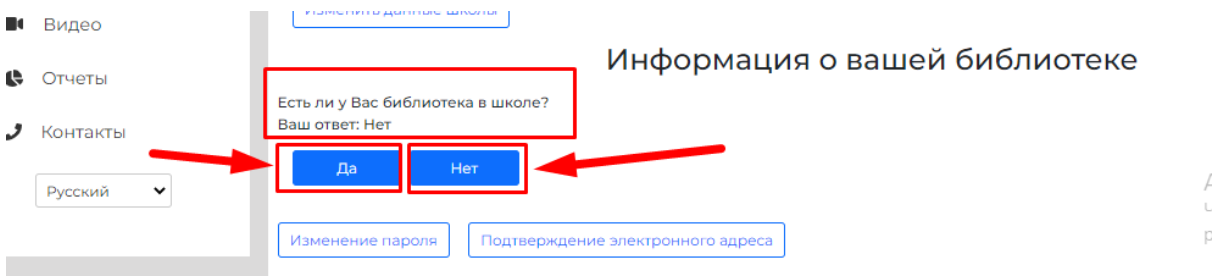 Изменить данные школы
Видео
Информация о вашей библиотеке
Отчеты
Есть ли у Вас библиотека в школе?
Ваш ответ: Нет
Контакты
Да
Нет
Русский
Изменение пароля
Подтверждение электронного адреса